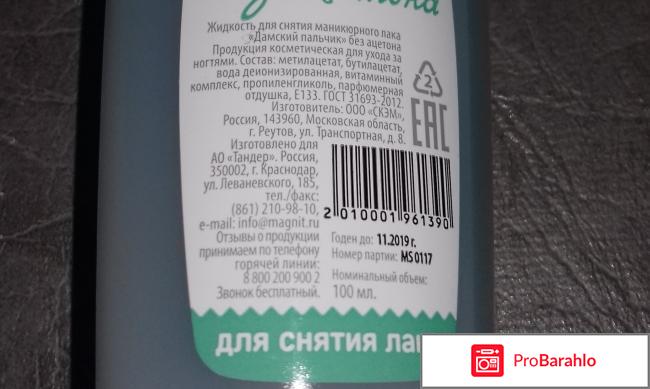 Жидкость для снятия маникюрного лака
«Дамский пальчик» без ацетона
Продукция косметическая для ухода за
ногтями. Состав: метилацетат, бутилацетат,
вода деионизированная, витаминный
комплекс, пропиленгликоль, парфюмерная
отдушка, Е133. ГОСТ 31693-2012.
Изготовитель: ООО «СКЭМ»,
Россия, 143960, Московская область,
г. Реутов, ул. Транспортная, д. 8.
2
EAC
Изготовлено для
АО «Тандер». Россия,
350002, г. Краснодар,
ул. Леваневского, 185,
тел./факс:
(861) 210-98-10,
e-mail: info@magnit.ru
Отзывы о продукции
принимаем по телефону
горячей линии:
8 800 200 900 2
Звонок бесплатный.
2 010001 961390
Годен до: 11.2019 г.
Номер партии: MS 0117
Номинальный объем:
100 мл.
для снятия ла
ProBarahlo